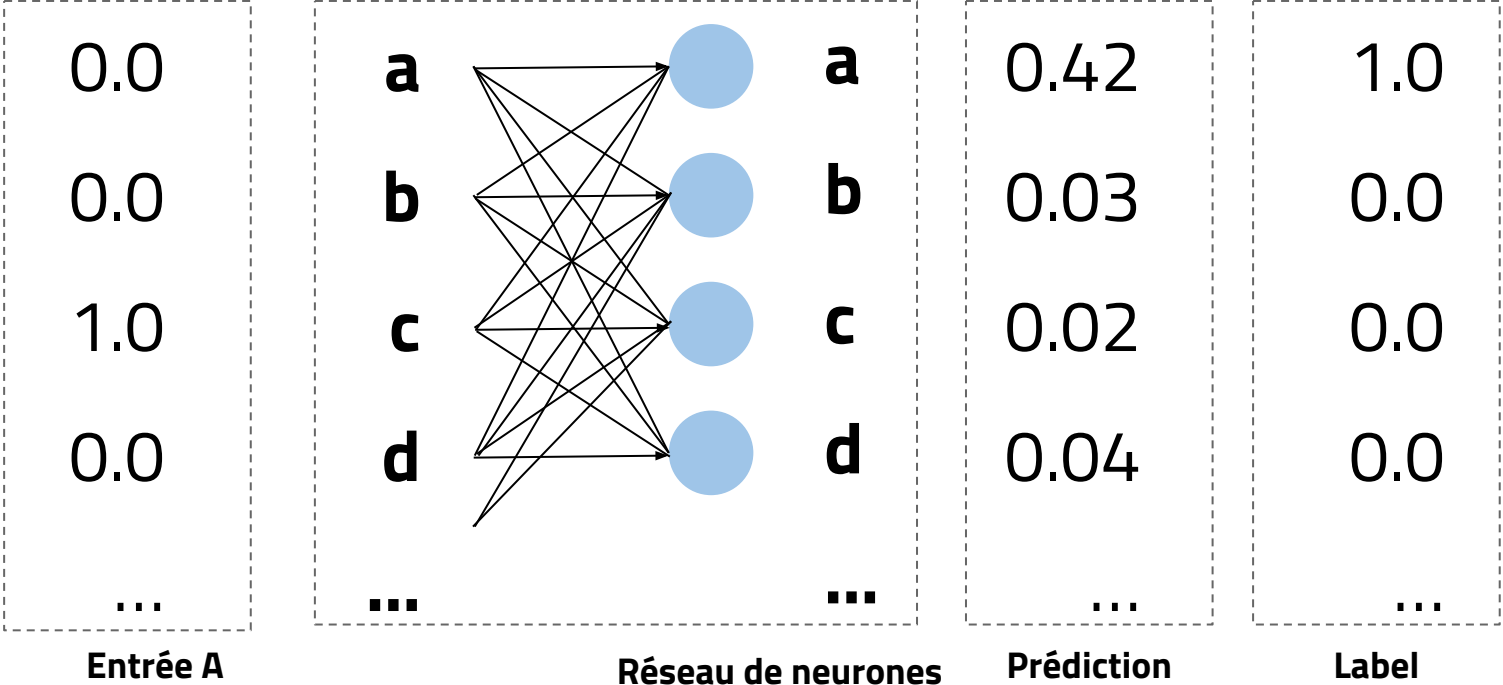 0.0 a a 0.42 1.0
0.0 b b 0.03 0.0
1.0 c c 0.02 0.0
0.0 d d 0.04 0.0
... ... ... ... ...
Entrée A Réseau de neurones Prédiction Label